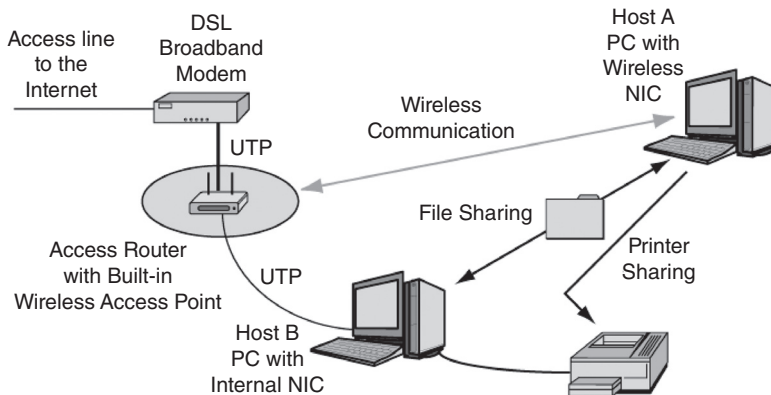 Access line
to the
Internet
DSL
Broadband
Modem
Host A
PC with
Wireless
NIC
Wireless
Communication
UTP
File Sharing
Printer
Sharing
Access Router
with Built-in
Wireless Access Point
UTP
Host B
PC with
Internal NIC